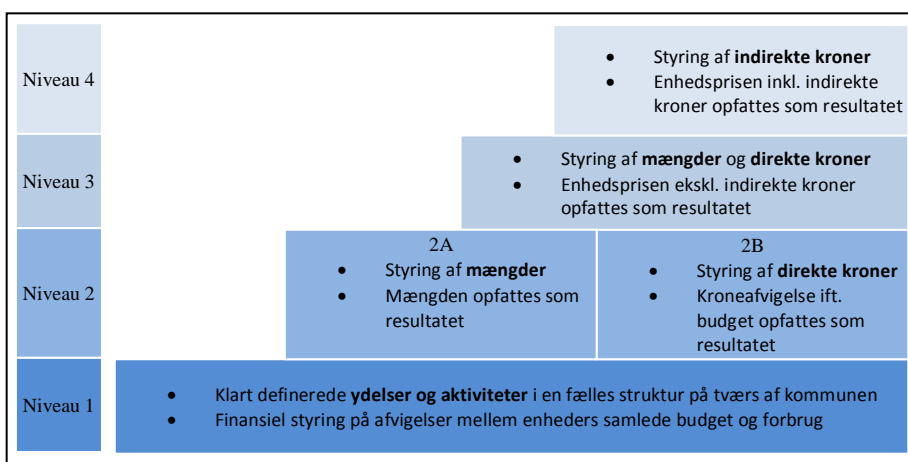 Niveau 4
• Styring af indirekte kroner
• Enhedsprisen inkl. indirekte
kroner opfattes som resultatet
Niveau 3
• Styring af mængder og direkte kroner
• Enhedsprisen ekskl. indirekte kroner
opfattes som resultatet
Niveau 2
2A
• Styring af mængder
• Mængden opfattes som
resultatet
2B
• Styring af direkte kroner
• Kroneafvigelse ift.
budget opfattes som
resultatet
Niveau 1
• Klart definerede ydelser og aktiviteter i en fælles struktur på tværs af kommunen
• Finansiel styring på afvigelser mellem enheders samlede budget og forbrug